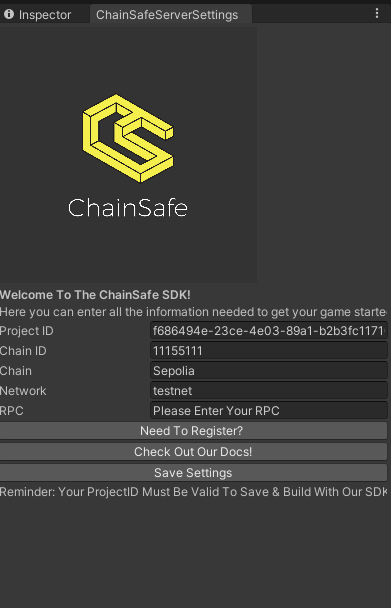 Inspector
ChainSafeServerSettings
ChainSafe
Welcome To The ChainSafe SDK!
Here you can enter all the information needed to get your game starte
Project ID f686494e-23ce-4e03-89a1-b2b3fc1171
Chain ID 11155111
Chain Sepolia
Network testnet
RPC Please Enter Your RPC
Need To Register?
Check Out Our Docs!
Save Settings
Reminder: Your ProjectID Must Be Valid To Save & Build With Our SDK